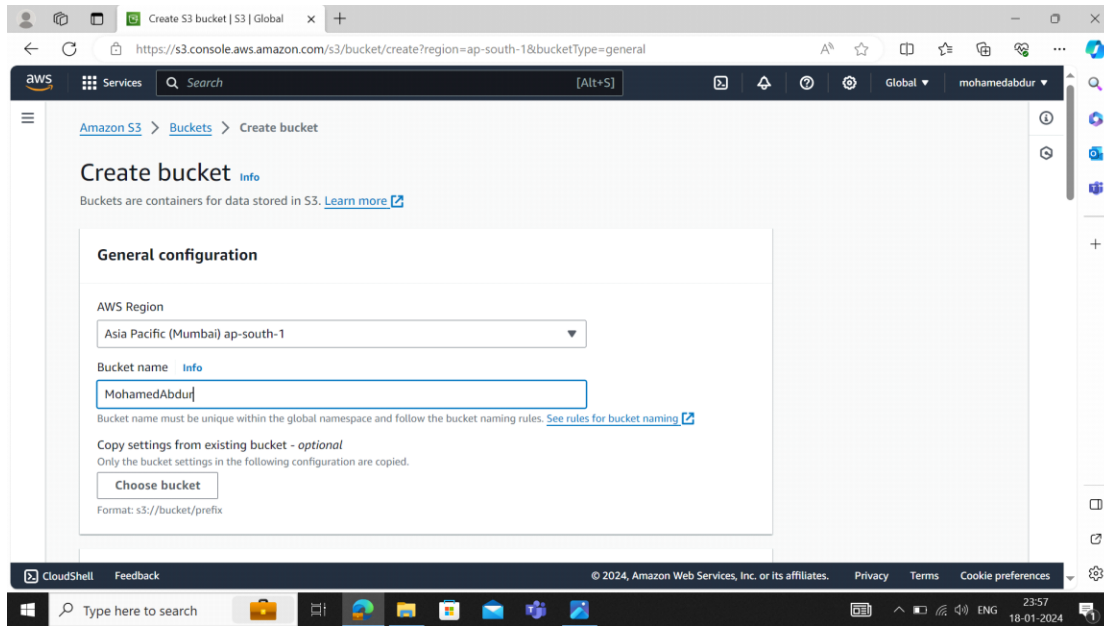 Create S3 bucket | S3 | Global
https://s3.console.aws.amazon.com/s3/bucket/create?region=ap-south-1&bucketType=general
aws
Services
Search
[Alt+S]
Global
mohamedabdur
Amazon S3 > Buckets > Create bucket
Create bucket Info
Buckets are containers for data stored in S3. Learn more
General configuration
AWS Region
Asia Pacific (Mumbai) ap-south-1
Bucket name Info
MohamedAbdur
Bucket name must be unique within the global namespace and follow the bucket naming rules. See rules for bucket naming
Copy settings from existing bucket - optional
Only the bucket settings in the following configuration are copied.
Choose bucket
Format: s3://bucket/prefix
CloudShell Feedback © 2024, Amazon Web Services, Inc. or its affiliates. Privacy Terms Cookie preferences
Type here to search
ENG
23:57
18-01-2024